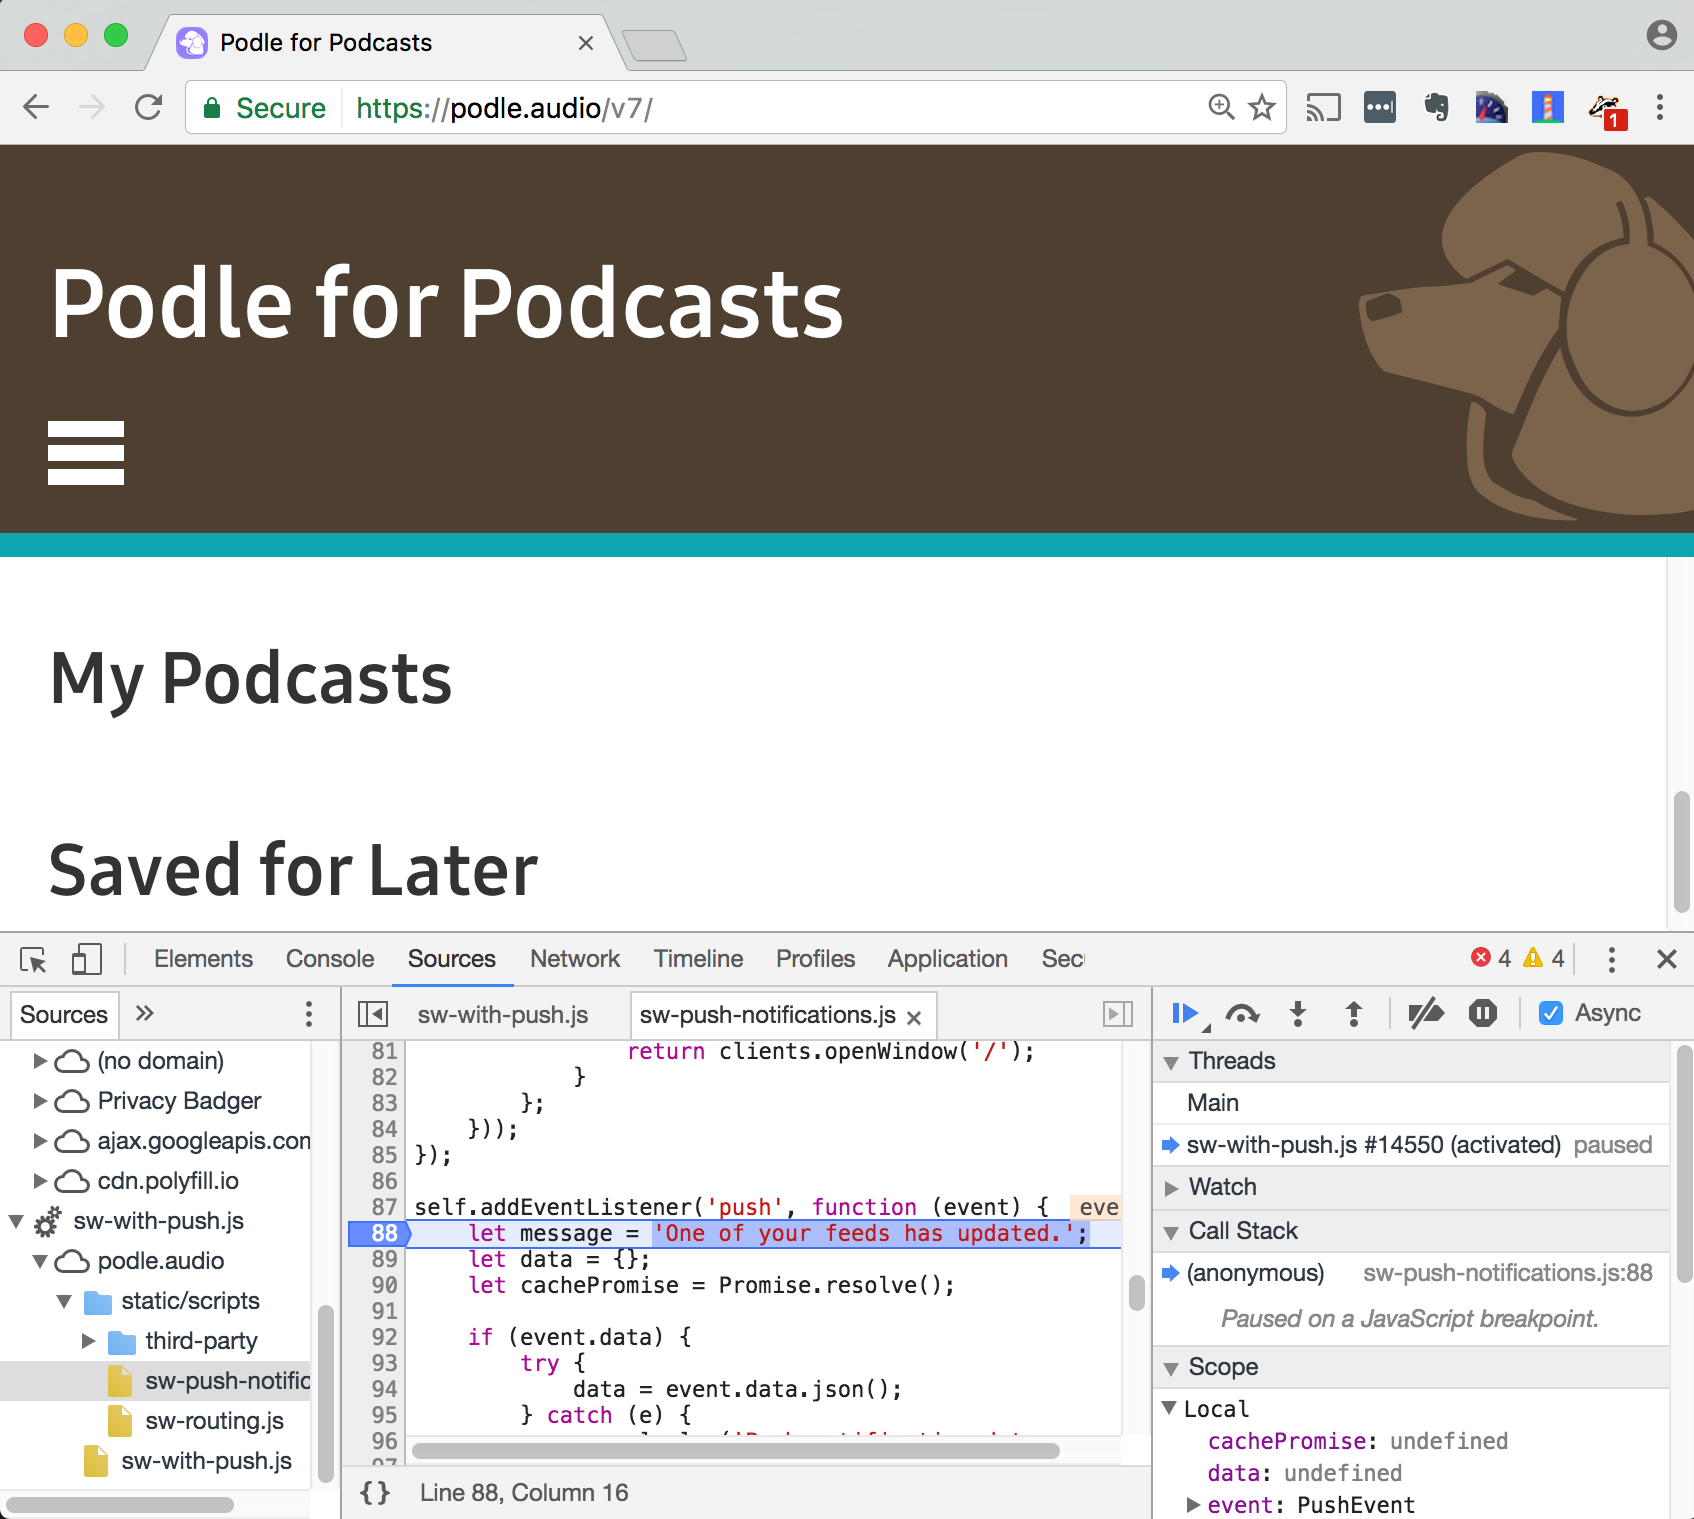 Podle for Podcasts
Secure https://podle.audio/v7/
1
Podle for Podcasts
My Podcasts
Saved for Later
Elements Console Sources Network Timeline Profiles Application Sec 4 4
Sources » sw-with-push.js sw-push-notifications.js Async
(no domain)
Privacy Badger
ajax.googleapis.com
cdn.polyfill.io
sw-with-push.js
podle.audio
static/scripts
third-party
sw-push-notific
sw-routing.js
sw-with-push.js
81 return clients.openWindow('/');
82 }
83 };
84 }));
85 });
86
87 self.addEventListener('push', function (event) { eve
88 let message = 'One of your feeds has updated.';
89 let data = {};
90 let cachePromise = Promise.resolve();
91
92 if (event.data) {
93 try {
94 data = event.data.json();
95 } catch (e) {
96
97
{} Line 88, Column 16
Threads
Main
sw-with-push.js #14550 (activated) paused
Watch
Call Stack
(anonymous) sw-push-notifications.js:88
Paused on a JavaScript breakpoint.
Scope
Local
cachePromise: undefined
data: undefined
event: PushEvent